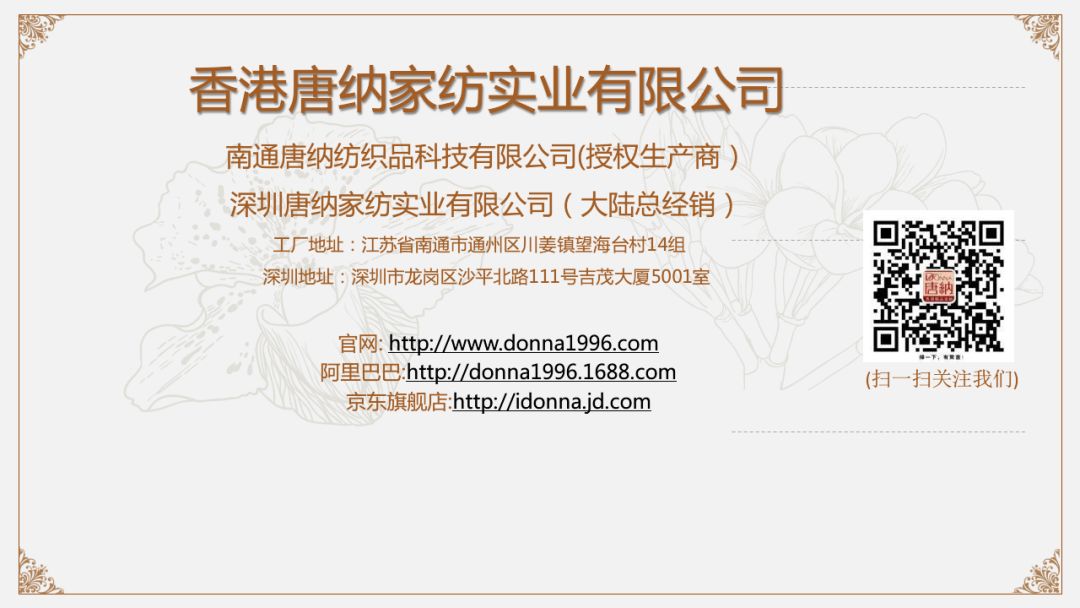 香港唐纳家纺实业有限公司
南通唐纳纺织品科技有限公司(授权生产商）
深圳唐纳家纺实业有限公司（大陆总经销）
工厂地址：江苏省南通市通州区川姜镇望海台村14组
深圳地址：深圳市龙岗区沙平北路111号吉茂大厦5001室
官网: http://www.donna1996.com
阿里巴巴:http://donna1996.1688.com
京东旗舰店:http://idonna.jd.com
唐納
扫一下，有惊喜!
(扫一扫关注我们)